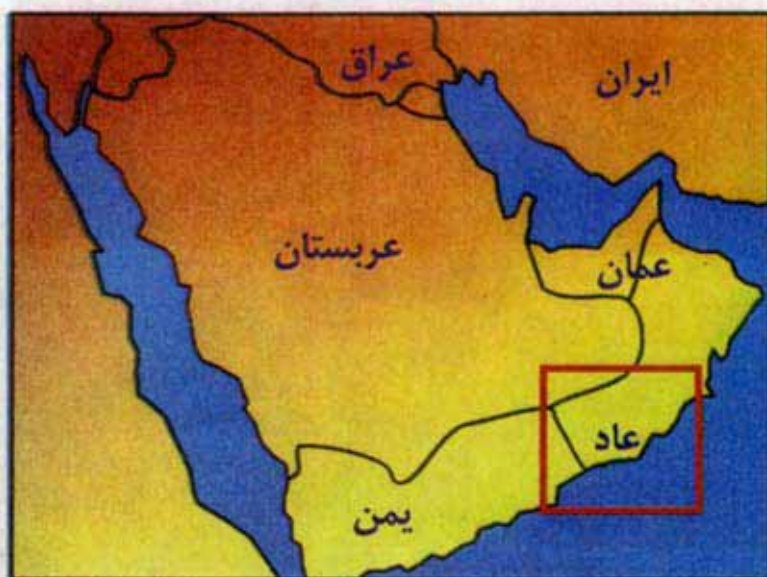 عراق
ایران
عربستان
عمان
عاد
یمن